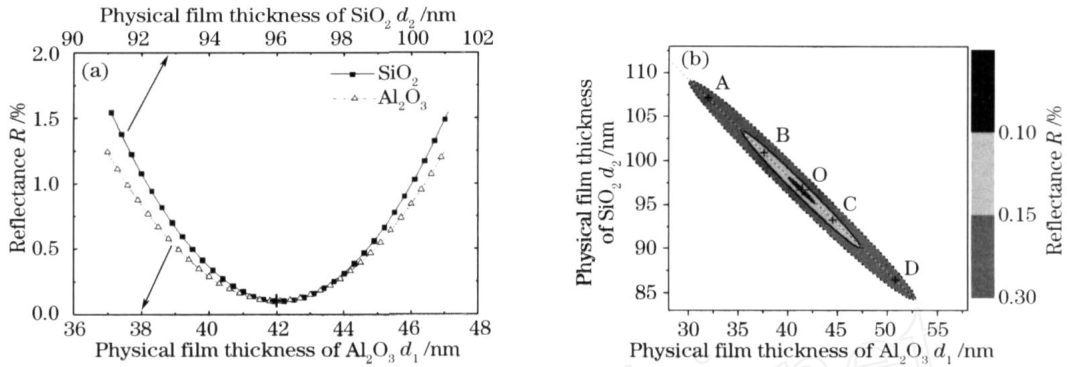 Physical film thickness of SiO₂ d₂ /nm
90 92 94 96 98 100 102
2.0
1.5
1.0
0.5
0.0
Reflectance R /%
(a)
SiO₂
Al₂O₃
36 38 40 42 44 46 48
Physical film thickness of Al₂O₃ d₁ /nm
(b)
110
105
100
95
90
85
Physical film thickness
of SiO₂ d₂ /nm
A
B
O
C
D
30 35 40 45 50 55
Physical film thickness of Al₂O₃ d₁ /nm
0.10
0.15
0.30
Reflectance R /%